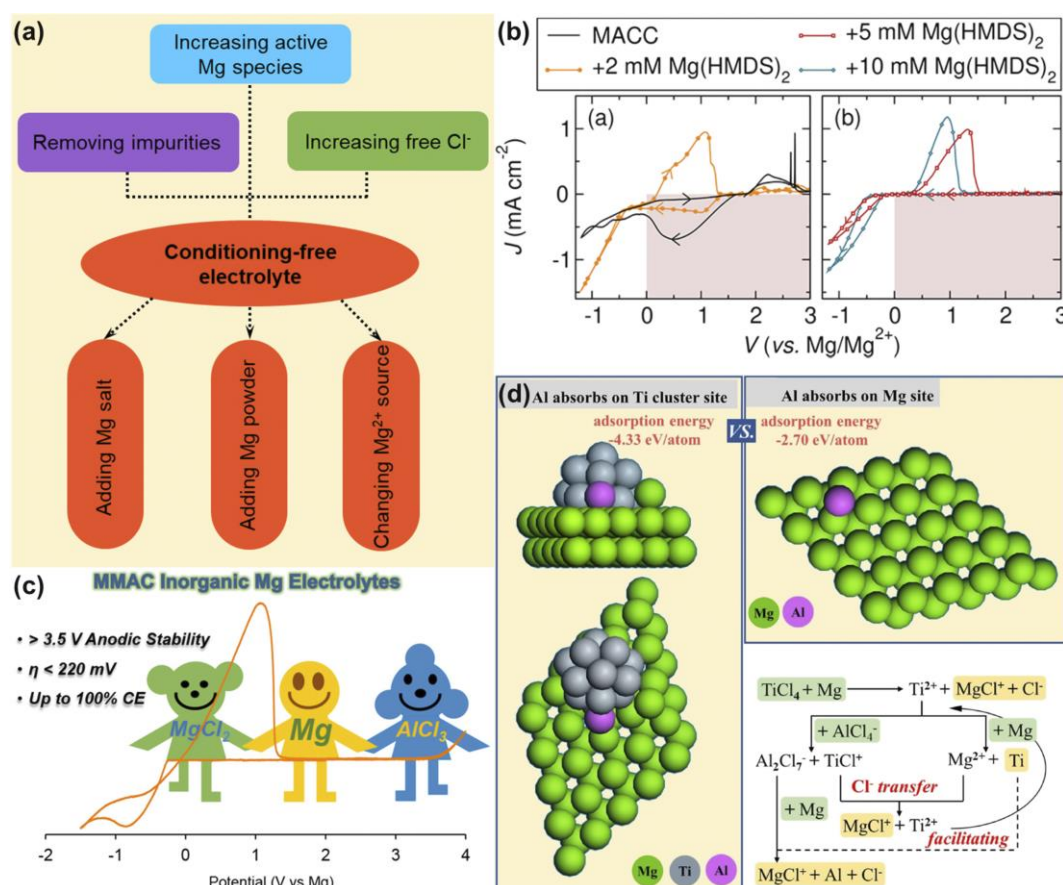 (a)
Increasing active
Mg species
Removing impurities
Increasing free Cl⁻
Conditioning-free
electrolyte
Adding Mg salt
Adding Mg powder
Changing Mg²⁺ source
(b)
MACC
+2 mM Mg(HMDS)₂
+5 mM Mg(HMDS)₂
+10 mM Mg(HMDS)₂
(a)
(b)
J (mA cm⁻²)
1
0
-1
-1 0 1 2 -1 0 1 2 3
V (vs. Mg/Mg²⁺)
(c)
MMAC Inorganic Mg Electrolytes
• > 3.5 V Anodic Stability
• η < 220 mV
• Up to 100% CE
MgCl₂
Mg
AlCl₃
-2 -1 0 1 2 3 4
Potential (V vs Mg)
(d)
Al absorbs on Ti cluster site
adsorption energy
-4.33 eV/atom
VS.
Al absorbs on Mg site
adsorption energy
-2.70 eV/atom
Mg Ti Al
Mg Al
TiCl₄ + Mg
Ti²⁺ + MgCl⁺ + Cl⁻
+ AlCl₄⁻
+ Mg
Al₂Cl₇⁻ + TiCl⁺
Mg²⁺ + Ti
Cl⁻ transfer
+ Mg
MgCl⁺ + Ti²⁺
facilitating
MgCl⁺ + Al + Cl⁻